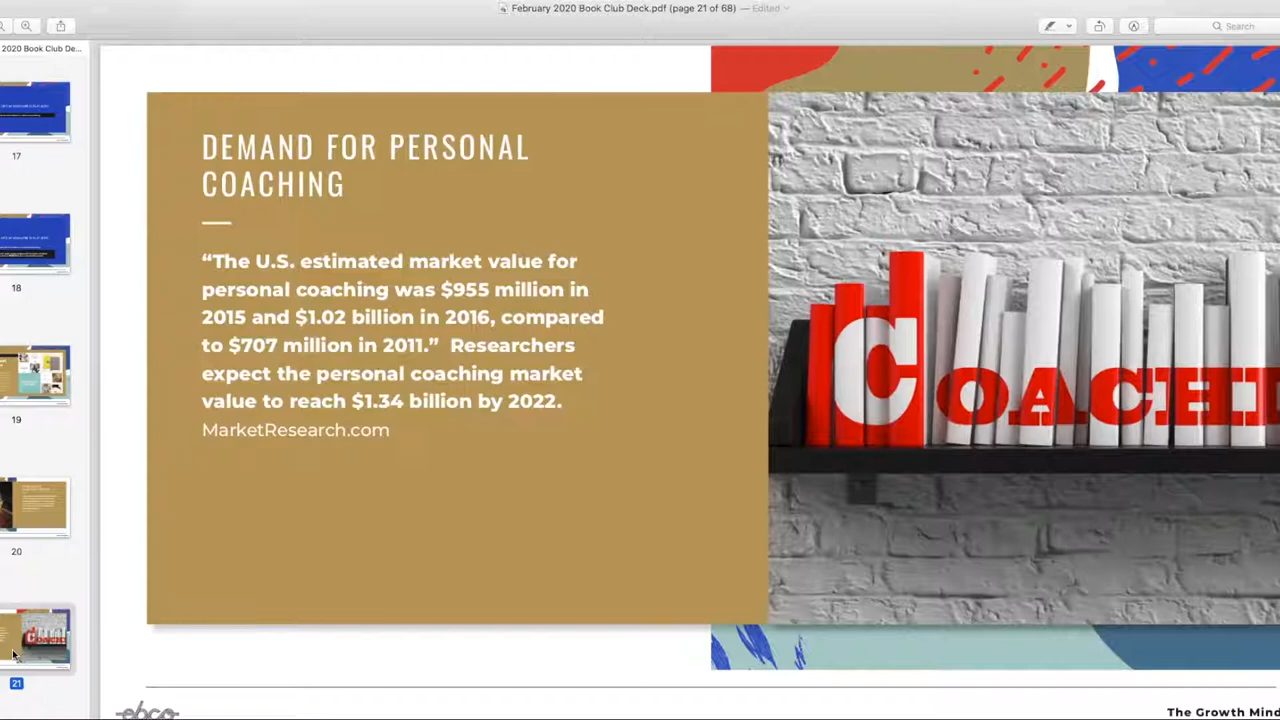 February 2020 Book Club Deck.pdf (page 21 of 68) — Edited
Search
2020 Book Club De...
17
18
19
20
21
DEMAND FOR PERSONAL
COACHING
“The U.S. estimated market value for
personal coaching was $955 million in
2015 and $1.02 billion in 2016, compared
to $707 million in 2011.” Researchers
expect the personal coaching market
value to reach $1.34 billion by 2022.
MarketResearch.com
COACHI
ebco
The Growth Mind